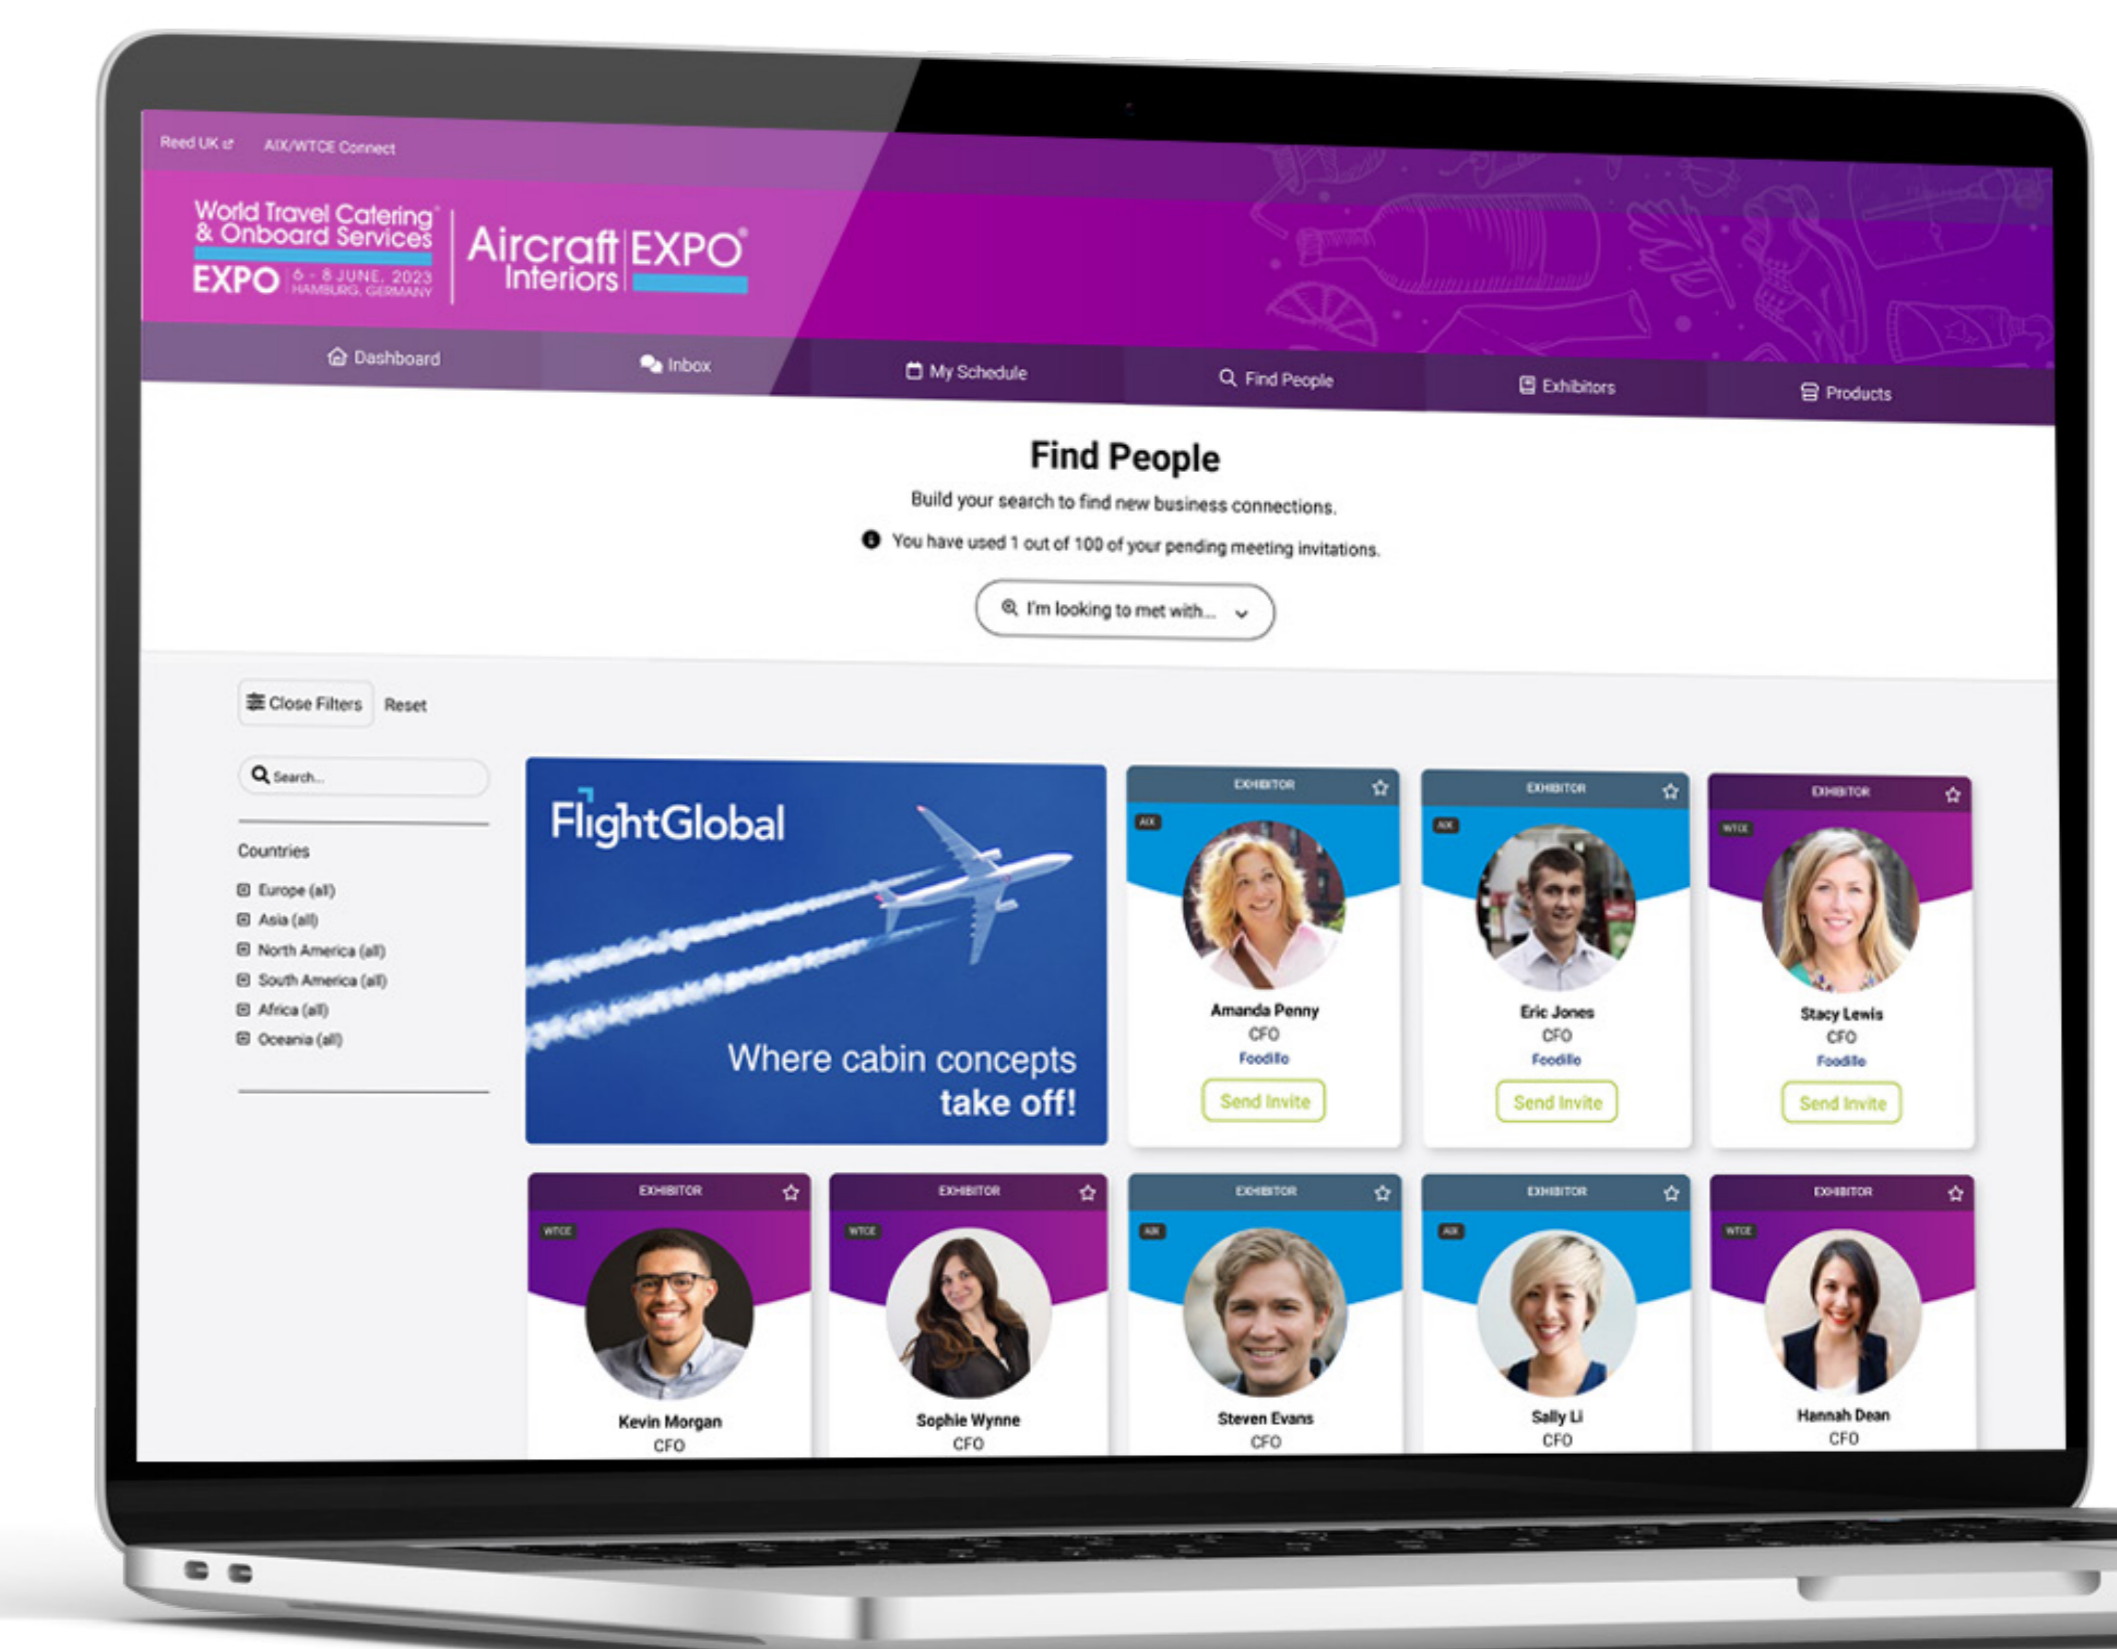 Reed UK
AIX/WTCE Connect
World Travel Catering®
& Onboard Services
EXPO
6 - 8 JUNE, 2023
HAMBURG, GERMANY
Aircraft
Interiors
EXPO®
Dashboard
Inbox
My Schedule
Find People
Exhibitors
Products
Find People
Build your search to find new business connections.
You have used 1 out of 100 of your pending meeting invitations.
I'm looking to met with...
Close Filters
Reset
Search...
Countries
Europe (all)
Asia (all)
North America (all)
South America (all)
Africa (all)
Oceania (all)
FlightGlobal
Where cabin concepts
take off!
EXHIBITOR
AIX
Amanda Penny
CFO
Foodillo
Send Invite
EXHIBITOR
AIX
Eric Jones
CFO
Foodillo
Send Invite
EXHIBITOR
WTCE
Stacy Lewis
CFO
Foodillo
Send Invite
EXHIBITOR
WTCE
Kevin Morgan
CFO
EXHIBITOR
WTCE
Sophie Wynne
CFO
EXHIBITOR
AIX
Steven Evans
CFO
EXHIBITOR
AIX
Sally Li
CFO
EXHIBITOR
WTCE
Hannah Dean
CFO